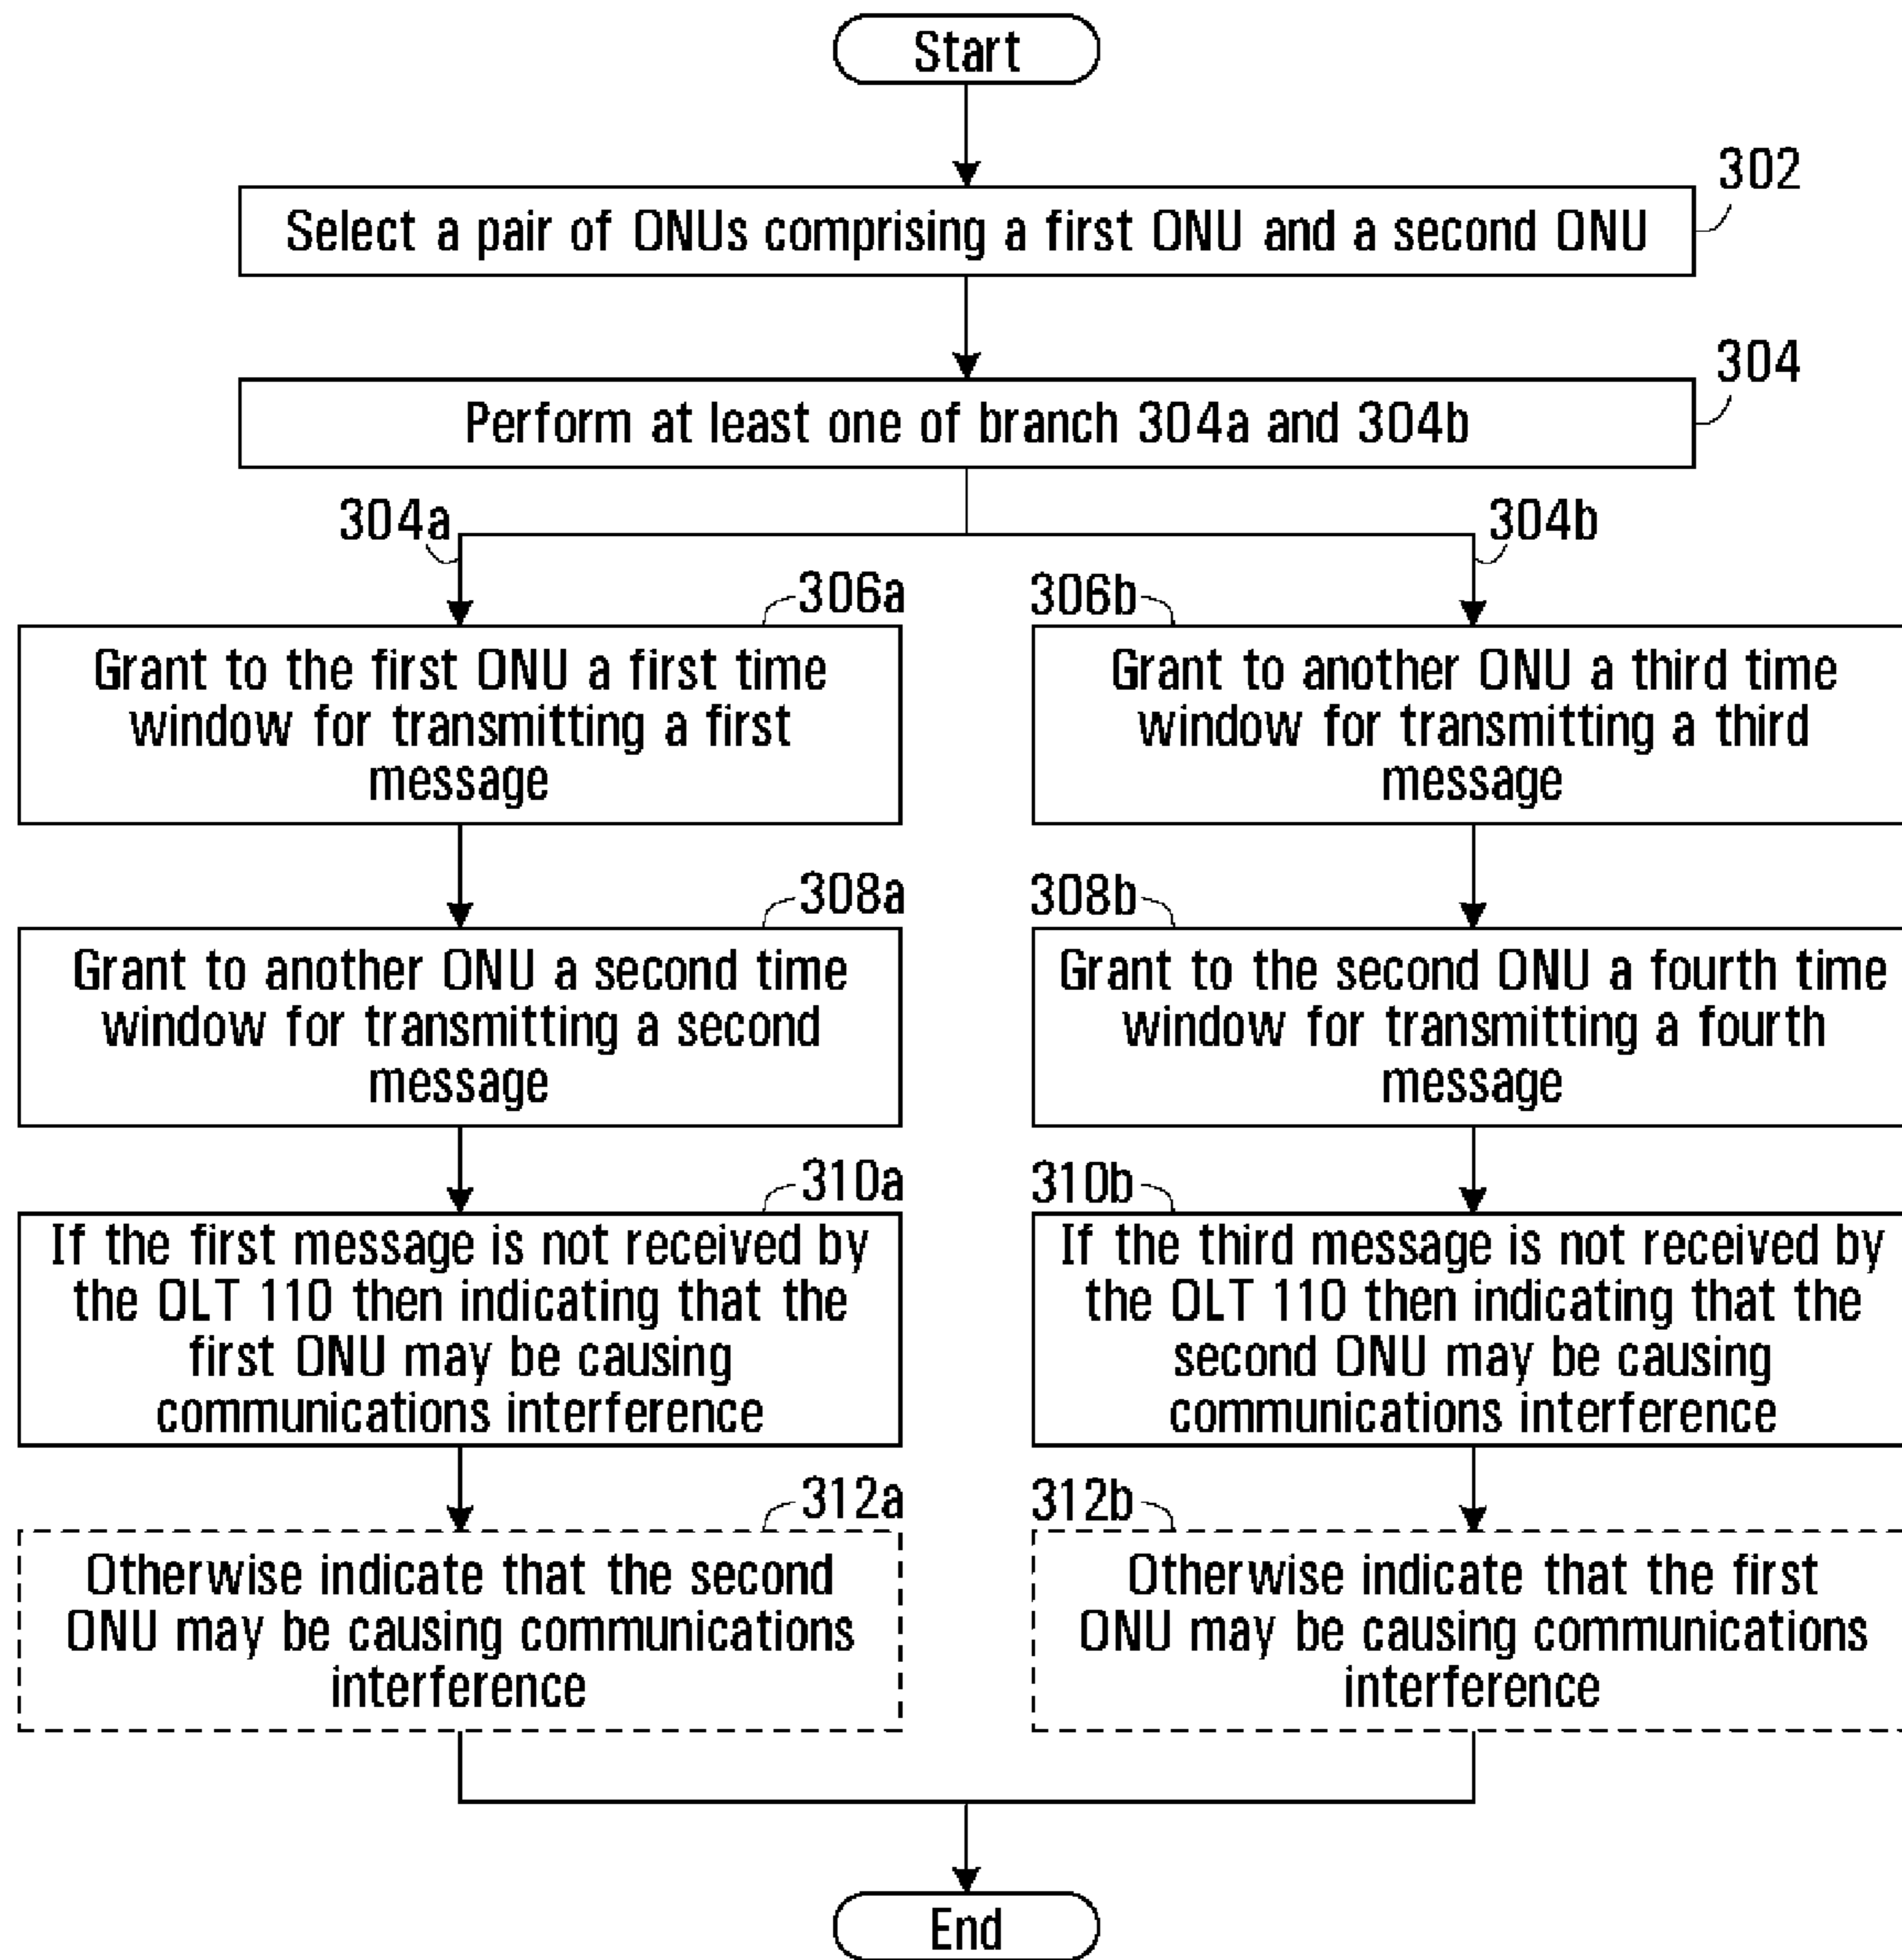 Start
302
Select a pair of ONUs comprising a first ONU and a second ONU
304
Perform at least one of branch 304a and 304b
304a
304b
306a
Grant to the first ONU a first time
window for transmitting a first
message
306b
Grant to another ONU a third time
window for transmitting a third
message
308a
Grant to another ONU a second time
window for transmitting a second
message
308b
Grant to the second ONU a fourth time
window for transmitting a fourth
message
310a
If the first message is not received by
the OLT 110 then indicating that the
first ONU may be causing
communications interference
310b
If the third message is not received by
the OLT 110 then indicating that the
second ONU may be causing
communications interference
312a
Otherwise indicate that the second
ONU may be causing communications
interference
312b
Otherwise indicate that the first
ONU may be causing communications
interference
End